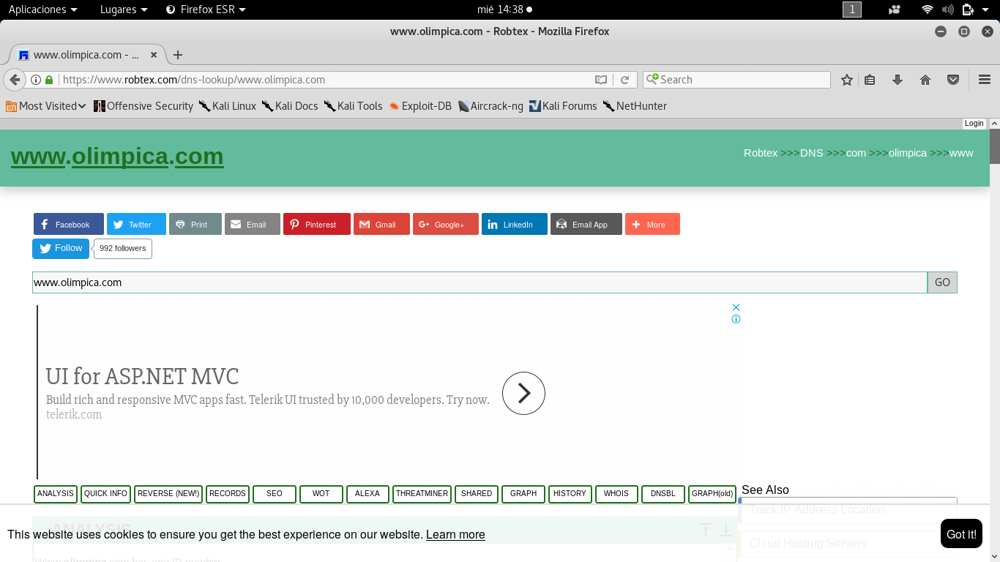 Aplicaciones Lugares Firefox ESR mié 14:38 1
www.olimpica.com - Robtex - Mozilla Firefox
www.olimpica.com - ...
https://www.robtex.com/dns-lookup/www.olimpica.com Search
Most Visited Offensive Security Kali Linux Kali Docs Kali Tools Exploit-DB Aircrack-ng Kali Forums NetHunter
Login
www.olimpica.com Robtex >>>DNS >>>com >>>olimpica >>>www
Facebook Twitter Print Email Pinterest Gmail Google+ LinkedIn Email App More
Follow 992 followers
www.olimpica.com GO
UI for ASP.NET MVC
Build rich and responsive MVC apps fast. Telerik UI trusted by 10,000 developers. Try now.
telerik.com
ANALYSIS QUICK INFO REVERSE (NEW!) RECORDS SEO WOT ALEXA THREATMINER SHARED GRAPH HISTORY WHOIS DNSBL GRAPH(old)
See Also
Track IP Address Location
ANALYSIS
This website uses cookies to ensure you get the best experience on our website. Learn more Got it!
Cloud Hosting Servers
Www.olimpica.com has one IP number